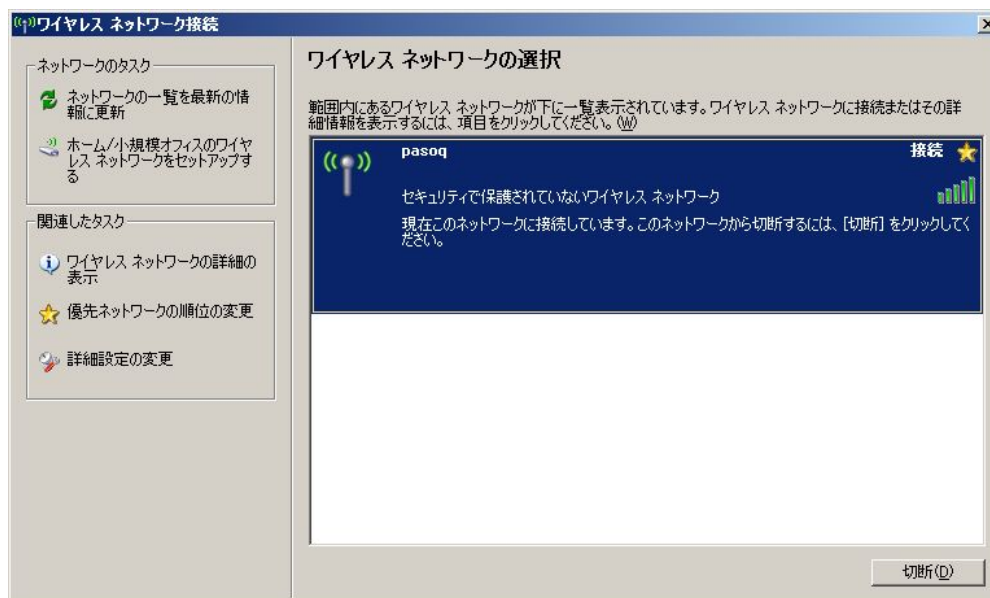 ワイヤレス ネットワーク接続
ネットワークのタスク
ネットワークの一覧を最新の情
報に更新
ホーム/小規模オフィスのワイヤ
レス ネットワークをセットアップす
る
関連したタスク
ワイヤレス ネットワークの詳細の
表示
優先ネットワークの順位の変更
詳細設定の変更
ワイヤレス ネットワークの選択
範囲内にあるワイヤレス ネットワークが下に一覧表示されています。ワイヤレス ネットワークに接続またはその詳
細情報を表示するには、項目をクリックしてください。(W)
pasoq
接続
セキュリティで保護されていないワイヤレス ネットワーク
現在このネットワークに接続しています。このネットワークから切断するには、[切断] をクリックしてく
ださい。
切断(D)